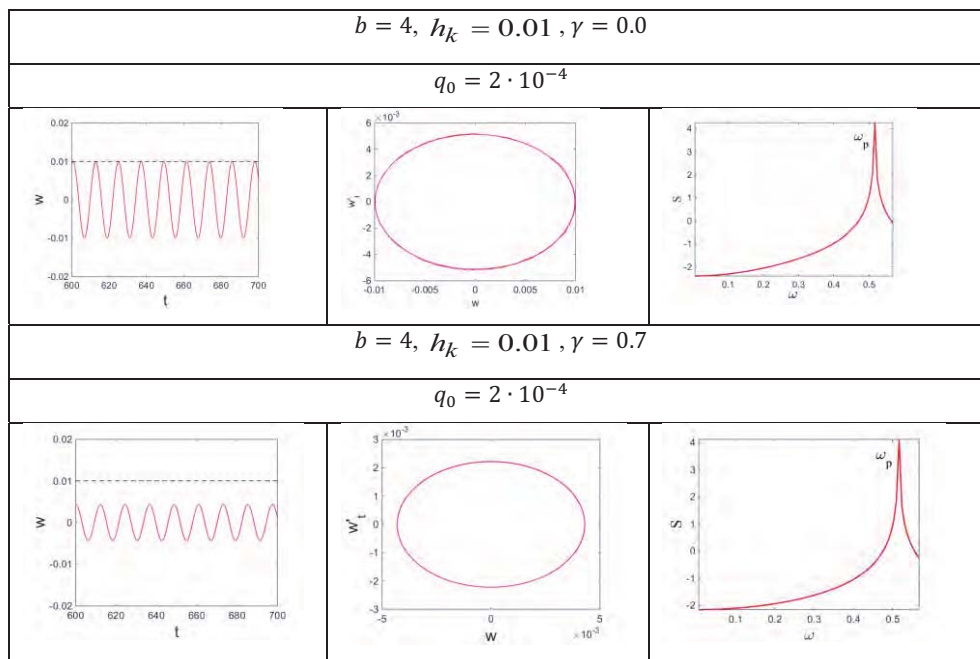 b = 4, h_k = 0.01 , γ = 0.0
q_0 = 2 · 10^{-4}
0.02
0.01
0
-0.01
-0.02
w
600 620 640 660 680 700
t
×10^{-3}
6
4
2
0
-2
-4
-6
w'_t
-0.01 -0.005 0 0.005 0.01
w
4
3
2
1
0
-1
-2
S
ω_p
0.1 0.2 0.3 0.4 0.5
ω
b = 4, h_k = 0.01 , γ = 0.7
q_0 = 2 · 10^{-4}
0.02
0.01
0
-0.01
-0.02
w
600 620 640 660 680 700
t
×10^{-3}
3
2
1
0
-1
-2
-3
w'_t
-5 0 5
×10^{-3}
w
4
3
2
1
0
-1
-2
S
ω_p
0.1 0.2 0.3 0.4 0.5
ω